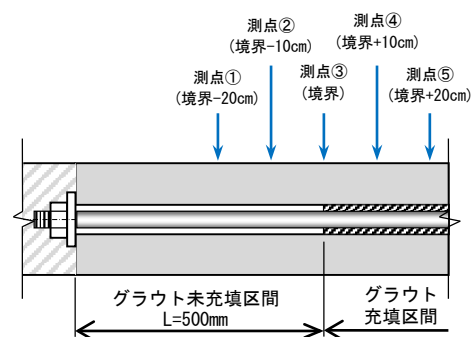 測点①
(境界-20cm)
測点②
(境界-10cm)
測点③
(境界)
測点④
(境界+10cm)
測点⑤
(境界+20cm)
グラウト未充填区間
L=500mm
グラウト
充填区間